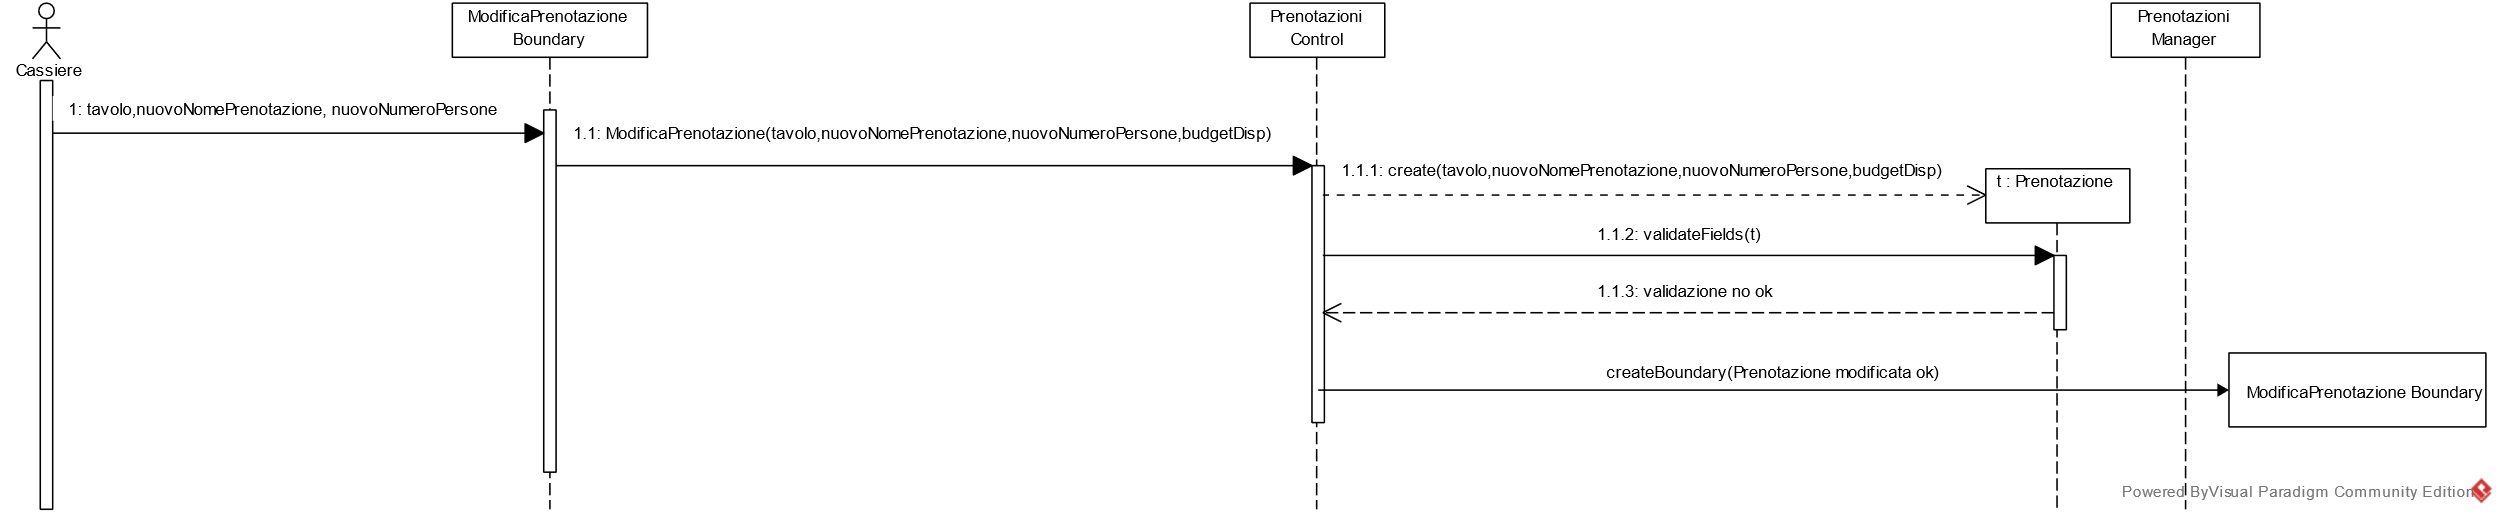 ModificaPrenotazione
Boundary
Prenotazioni
Control
Prenotazioni
Manager
Cassiere
1: tavolo,nuovoNomePrenotazione, nuovoNumeroPersone
1.1: ModificaPrenotazione(tavolo,nuovoNomePrenotazione,nuovoNumeroPersone,budgetDisp)
1.1.1: create(tavolo,nuovoNomePrenotazione,nuovoNumeroPersone,budgetDisp)
t : Prenotazione
1.1.2: validateFields(t)
1.1.3: validazione no ok
createBoundary(Prenotazione modificata ok)
ModificaPrenotazione Boundary
Powered By Visual Paradigm Community Edition